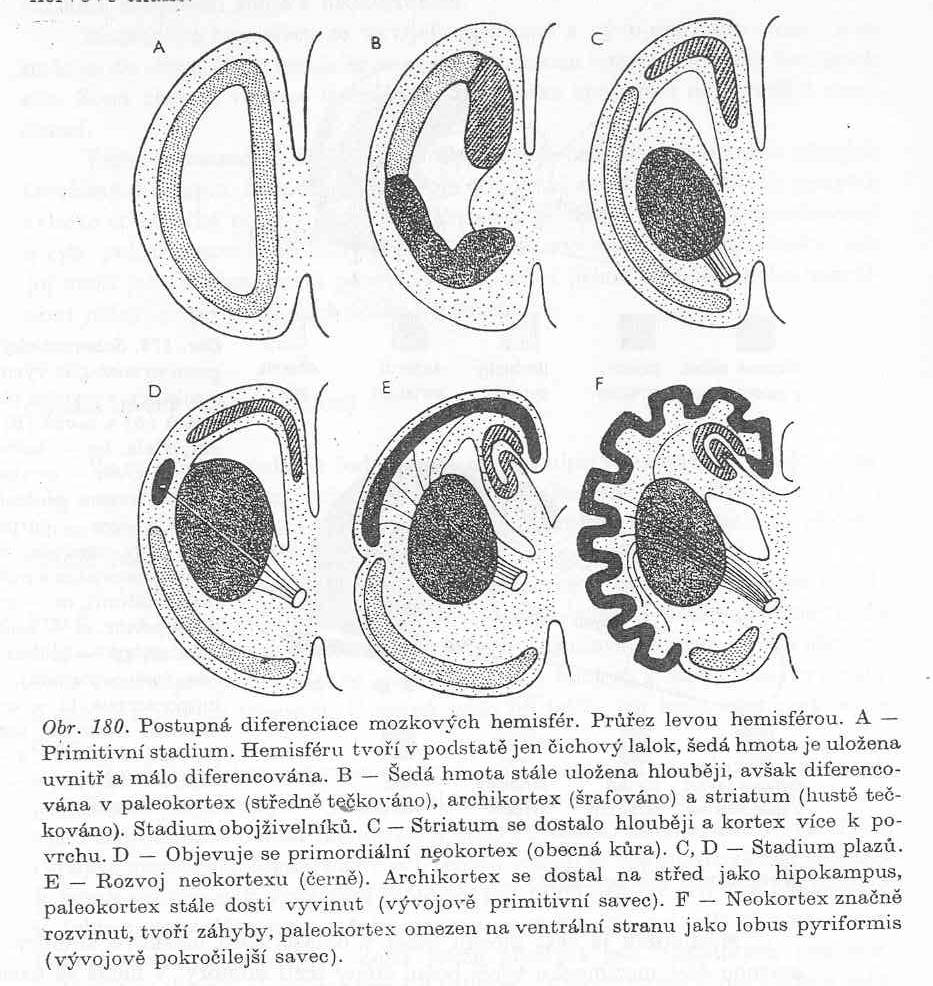 A
B
C
D
E
F
Obr. 180. Postupná diferenciace mozkových hemisfér. Průřez levou hemisférou. A —
Primitivní stadium. Hemisféru tvoří v podstatě jen čichový lalok, šedá hmota je uložena
uvnitř a málo diferencována. B — Šedá hmota stále uložena hlouběji, avšak diferenco-
vána v paleokortex (středně tečkováno), archikortex (šrafováno) a striatum (hustě teč-
kováno). Stadium obojživelníků. C — Striatum se dostalo hlouběji a kortex více k po-
vrchu. D — Objevuje se primordiální neokortex (obecná kůra). C, D — Stadium plazů.
E — Rozvoj neokortexu (černě). Archikortex se dostal na střed jako hipokampus,
paleokortex stále dosti vyvinut (vývojově primitivní savec). F — Neokortex značně
rozvinut, tvoří záhyby, paleokortex omezen na ventrální stranu jako lobus pyriformis
(vývojově pokročilejší savec).